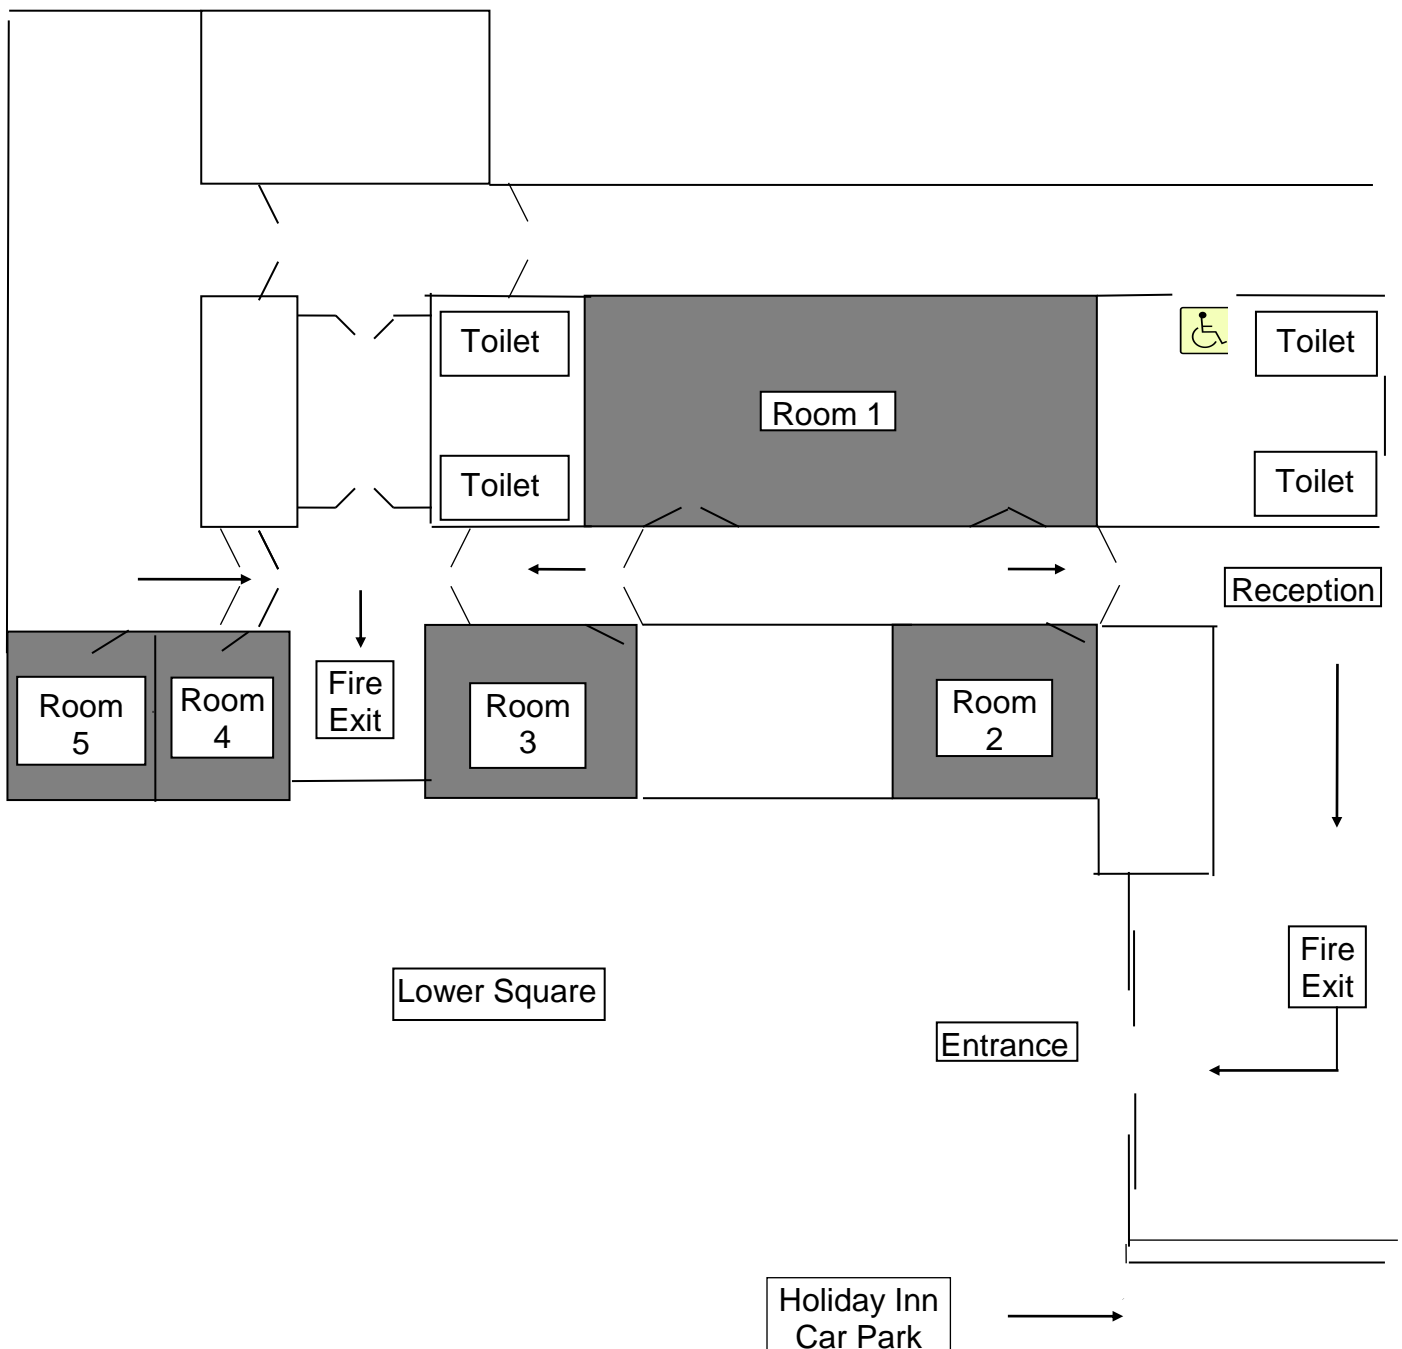 Toilet
Toilet
Room 1
Toilet
Toilet
Reception
Room
5
Room
4
Fire
Exit
Room
3
Room
2
Lower Square
Entrance
Fire
Exit
Holiday Inn
Car Park